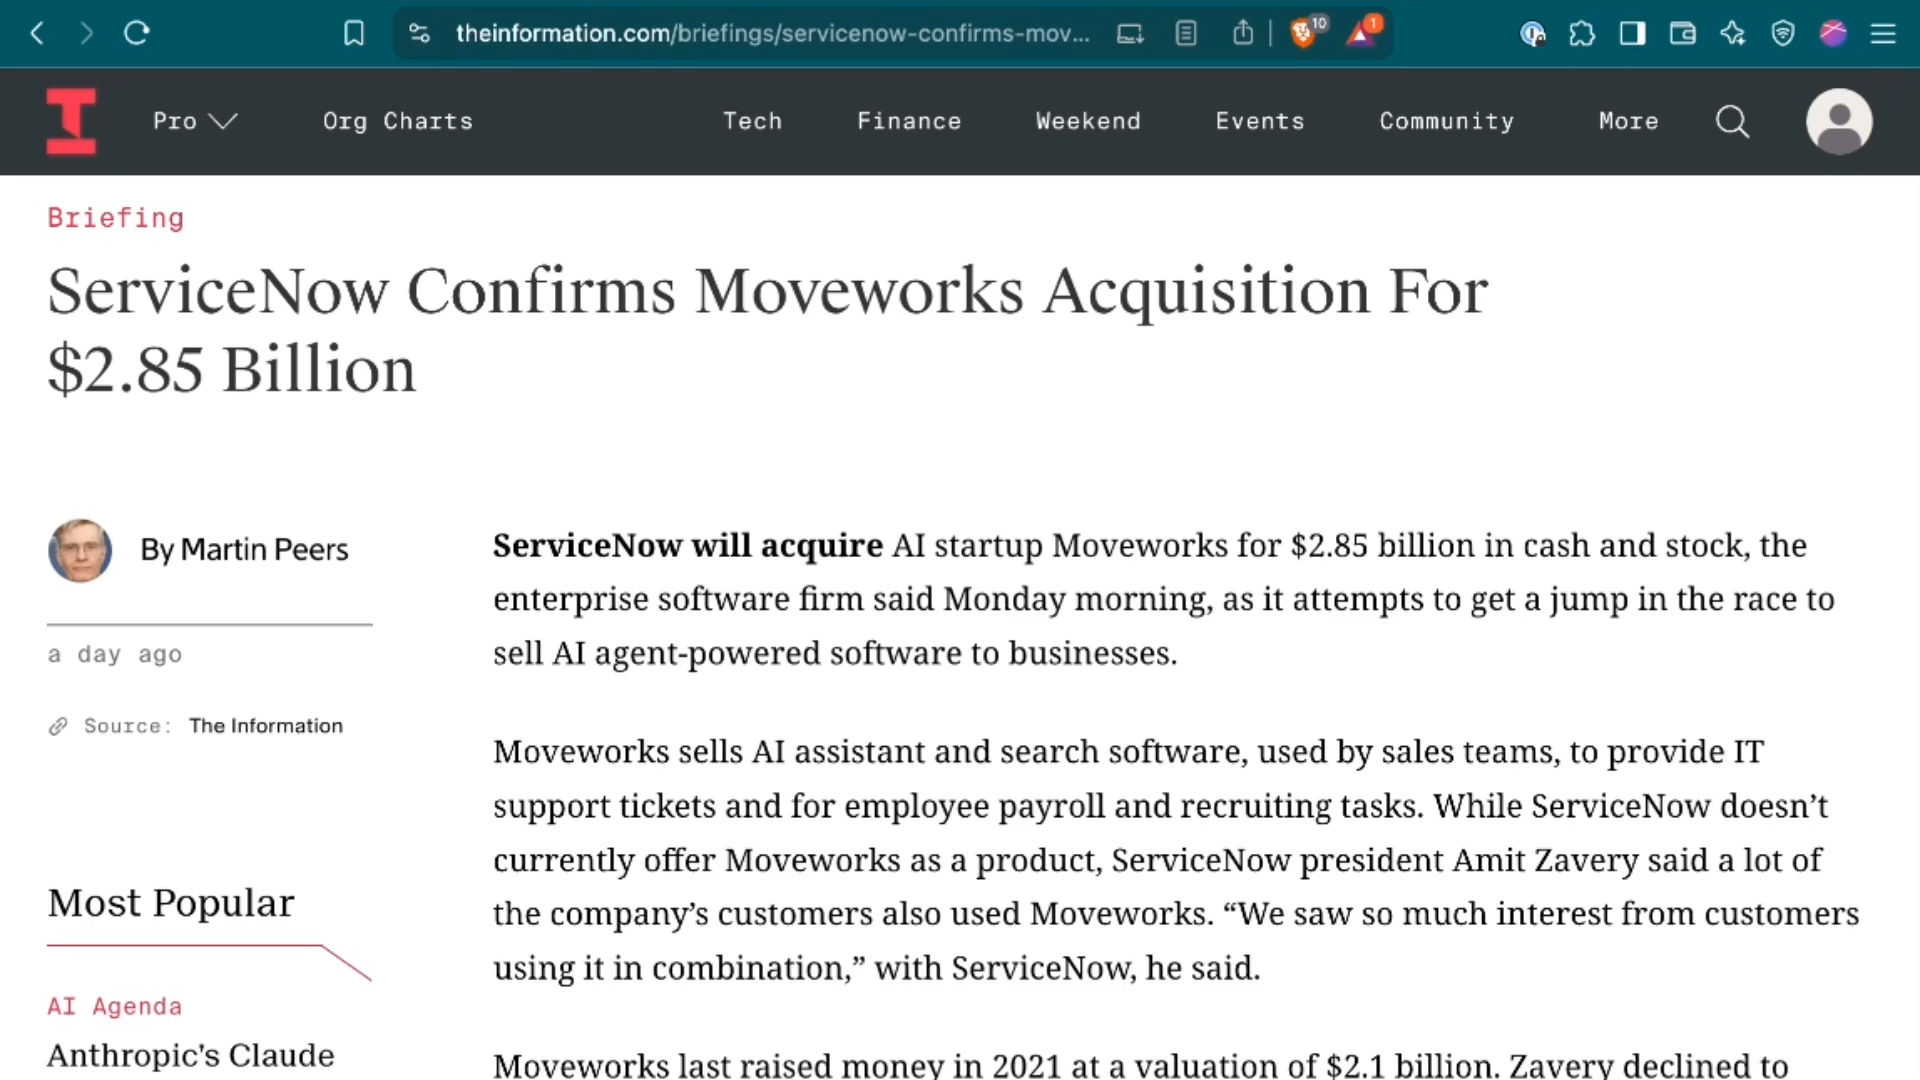 theinformation.com/briefings/servicenow-confirms-mov...
10
1
Pro
Org Charts
Tech
Finance
Weekend
Events
Community
More
Briefing
ServiceNow Confirms Moveworks Acquisition For
$2.85 Billion
By Martin Peers
a day ago
Source: The Information
ServiceNow will acquire AI startup Moveworks for $2.85 billion in cash and stock, the
enterprise software firm said Monday morning, as it attempts to get a jump in the race to
sell AI agent-powered software to businesses.
Moveworks sells AI assistant and search software, used by sales teams, to provide IT
support tickets and for employee payroll and recruiting tasks. While ServiceNow doesn’t
currently offer Moveworks as a product, ServiceNow president Amit Zavery said a lot of
the company’s customers also used Moveworks. “We saw so much interest from customers
using it in combination,” with ServiceNow, he said.
Moveworks last raised money in 2021 at a valuation of $2.1 billion. Zavery declined to
Most Popular
AI Agenda
Anthropic’s Claude